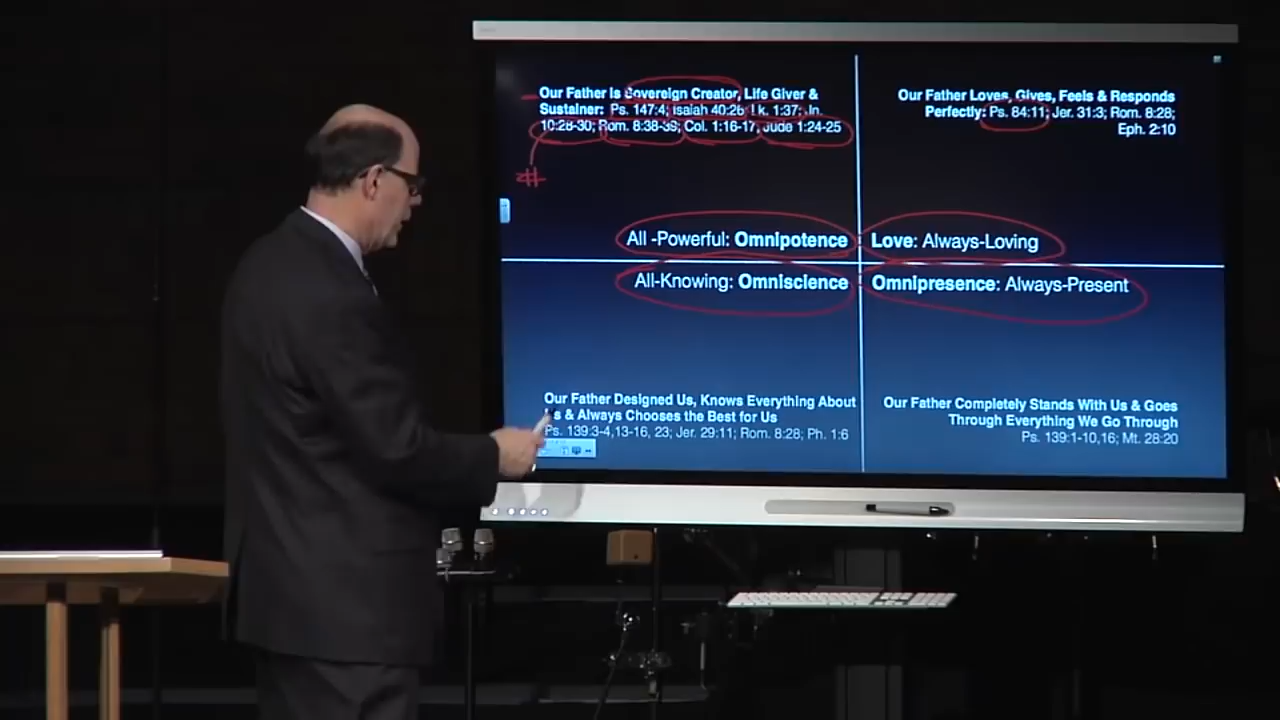 Our Father Is Sovereign Creator, Life Giver &
Sustainer: Ps. 147:4; Isaiah 40:26; Lk. 1:37; Jn.
10:28-30; Rom. 8:38-39; Col. 1:16-17; Jude 1:24-25
#
All -Powerful: Omnipotence
Our Father Loves, Gives, Feels & Responds
Perfectly: Ps. 84:11; Jer. 31:3; Rom. 8:28;
Eph. 2:10
Love: Always-Loving
All-Knowing: Omniscience
Our Father Designed Us, Knows Everything About
Us & Always Chooses the Best for Us
Ps. 139:3-4,13-16, 23; Jer. 29:11; Rom. 8:28; Ph. 1:6
Omnipresence: Always-Present
Our Father Completely Stands With Us & Goes
Through Everything We Go Through
Ps. 139:1-10,16; Mt. 28:20